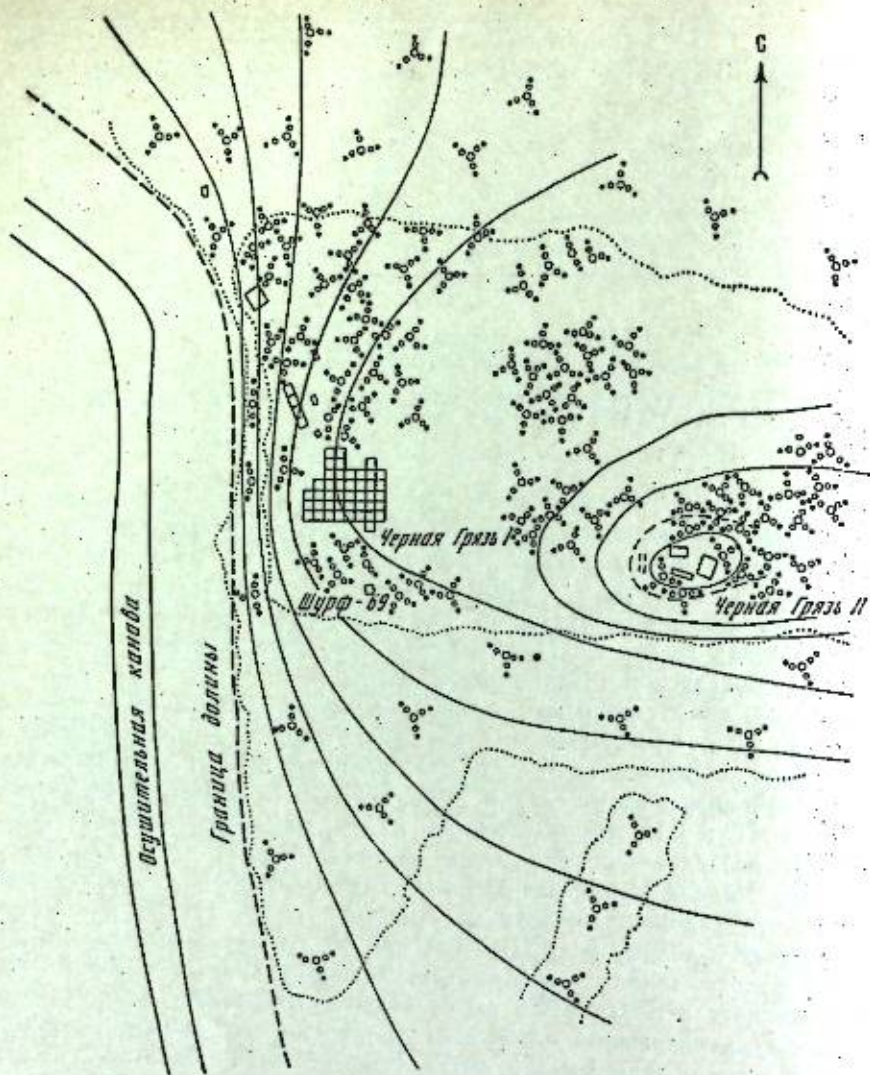 С
Черная Грязь I
Шурф-69
Черная Грязь II
Осушительная канава
Граница долины